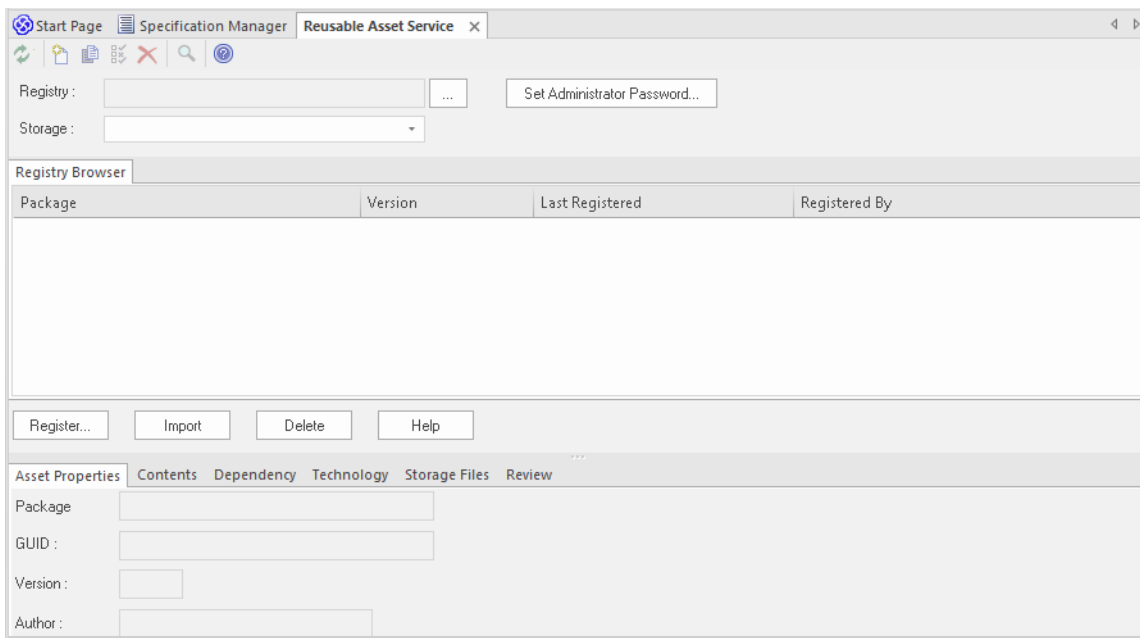 Start Page Specification Manager Reusable Asset Service
Registry :
...
Set Administrator Password...
Storage :
Registry Browser
Package Version Last Registered Registered By
Register... Import Delete Help
Asset Properties Contents Dependency Technology Storage Files Review
Package
GUID :
Version :
Author :